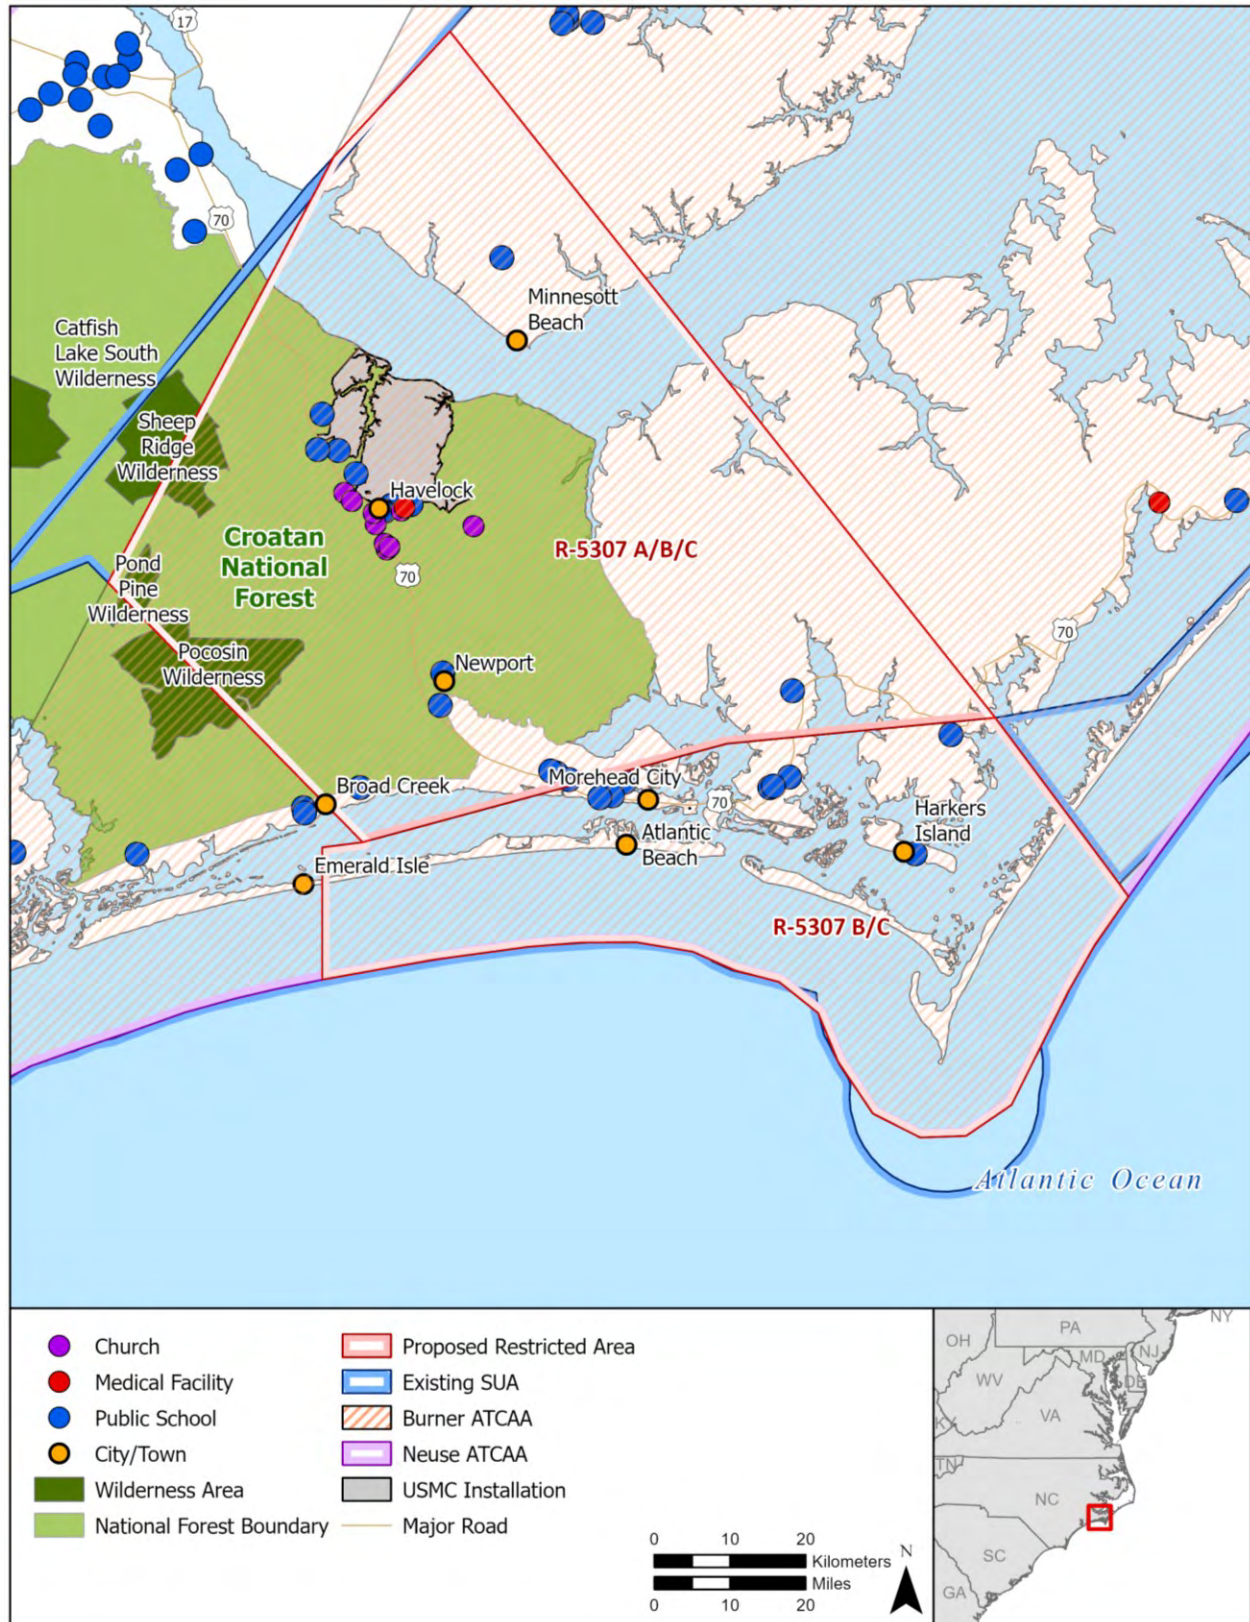 17
70
Minnesott
Beach
Catfish
Lake South
Wilderness
Sheep
Ridge
Wilderness
Havelock
Croatan
National
Forest
R-5307 A/B/C
Pond
Pine
Wilderness
70
70
Pocosin
Wilderness
Newport
Broad Creek
Morehead City
70
Atlantic
Beach
Harkers
Island
Emerald Isle
R-5307 B/C
Atlantic Ocean
Church
Medical Facility
Public School
City/Town
Wilderness Area
National Forest Boundary
Proposed Restricted Area
Existing SUA
Burner ATCAA
Neuse ATCAA
USMC Installation
Major Road
0 10 20
Kilometers
Miles
0 10 20
N
NY
PA
OH
NJ
MD
DE
WV
VA
KY
TN
NC
SC
GA